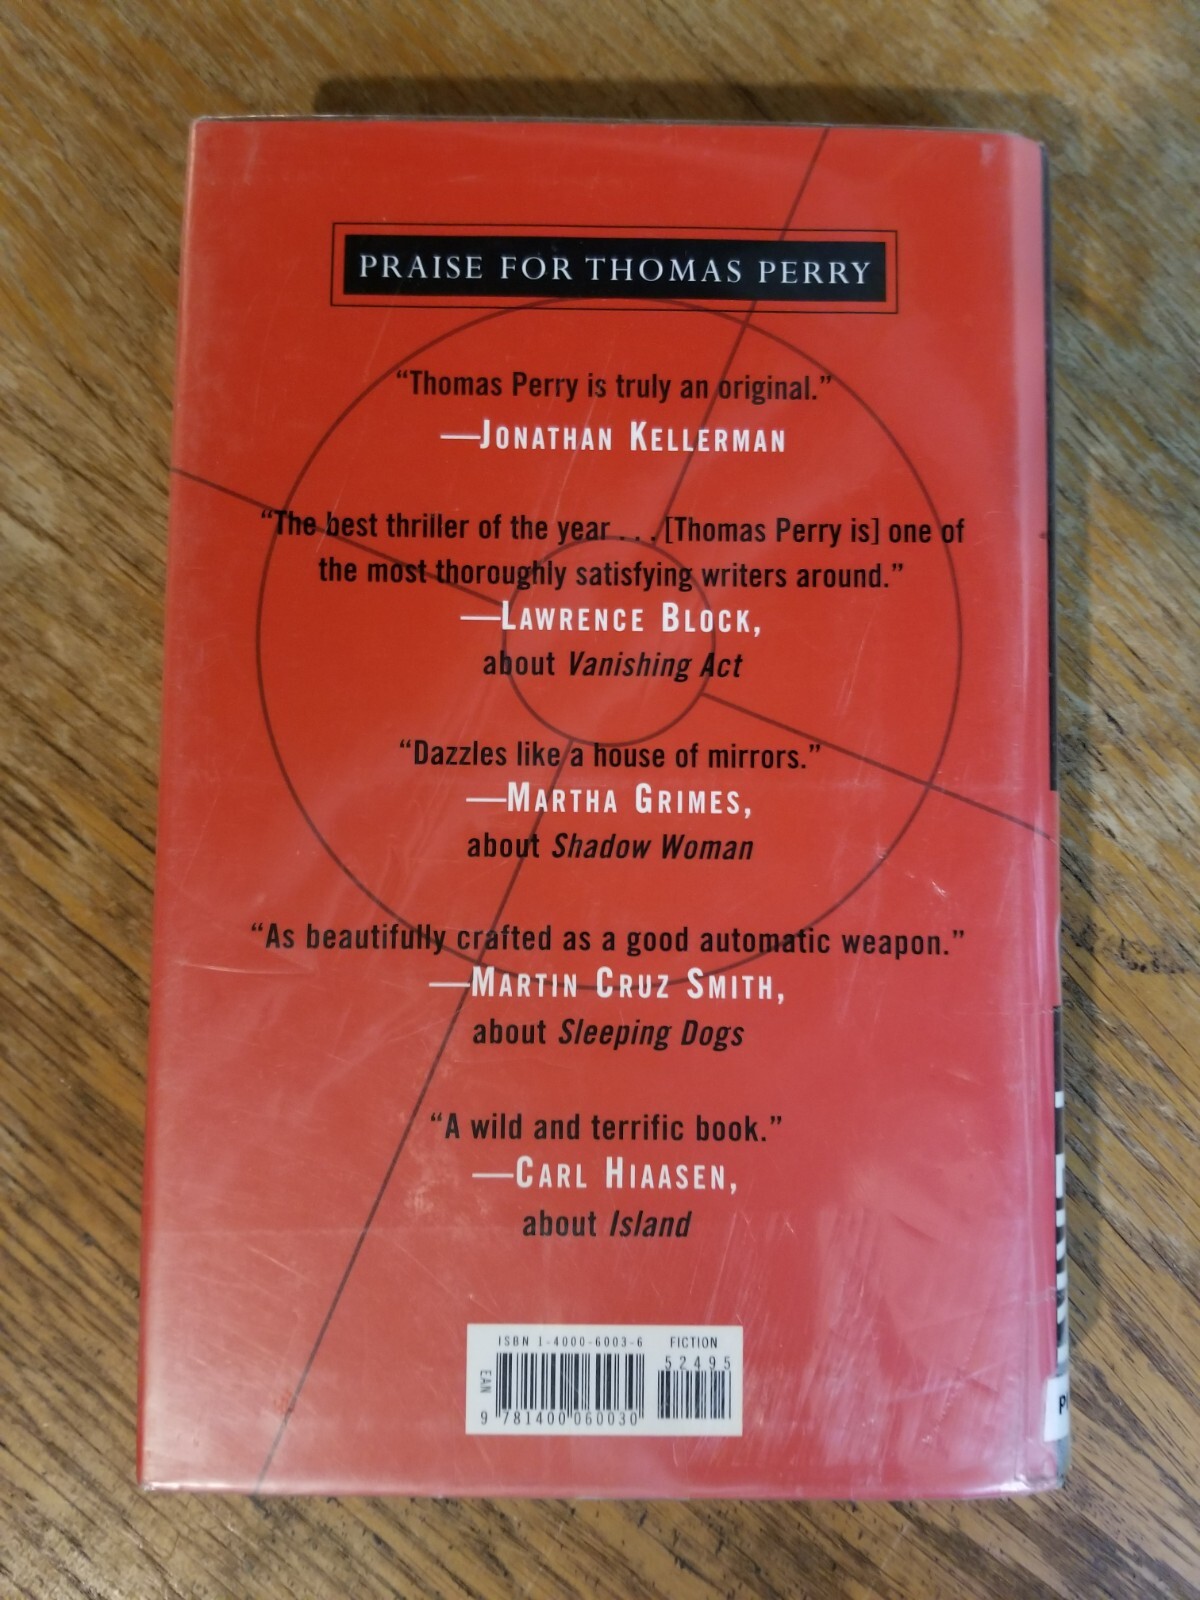 PRAISE FOR THOMAS PERRY
“Thomas Perry is truly an original.”
—JONATHAN KELLERMAN
“The best thriller of the year . . . [Thomas Perry is] one of
the most thoroughly satisfying writers around.”
—LAWRENCE BLOCK,
about Vanishing Act
“Dazzles like a house of mirrors.”
—MARTHA GRIMES,
about Shadow Woman
“As beautifully crafted as a good automatic weapon.”
—MARTIN CRUZ SMITH,
about Sleeping Dogs
“A wild and terrific book.”
—CARL HIAASEN,
about Island
ISBN 1-4000-6003-6 FICTION
52495
EAN
9 781400 060030